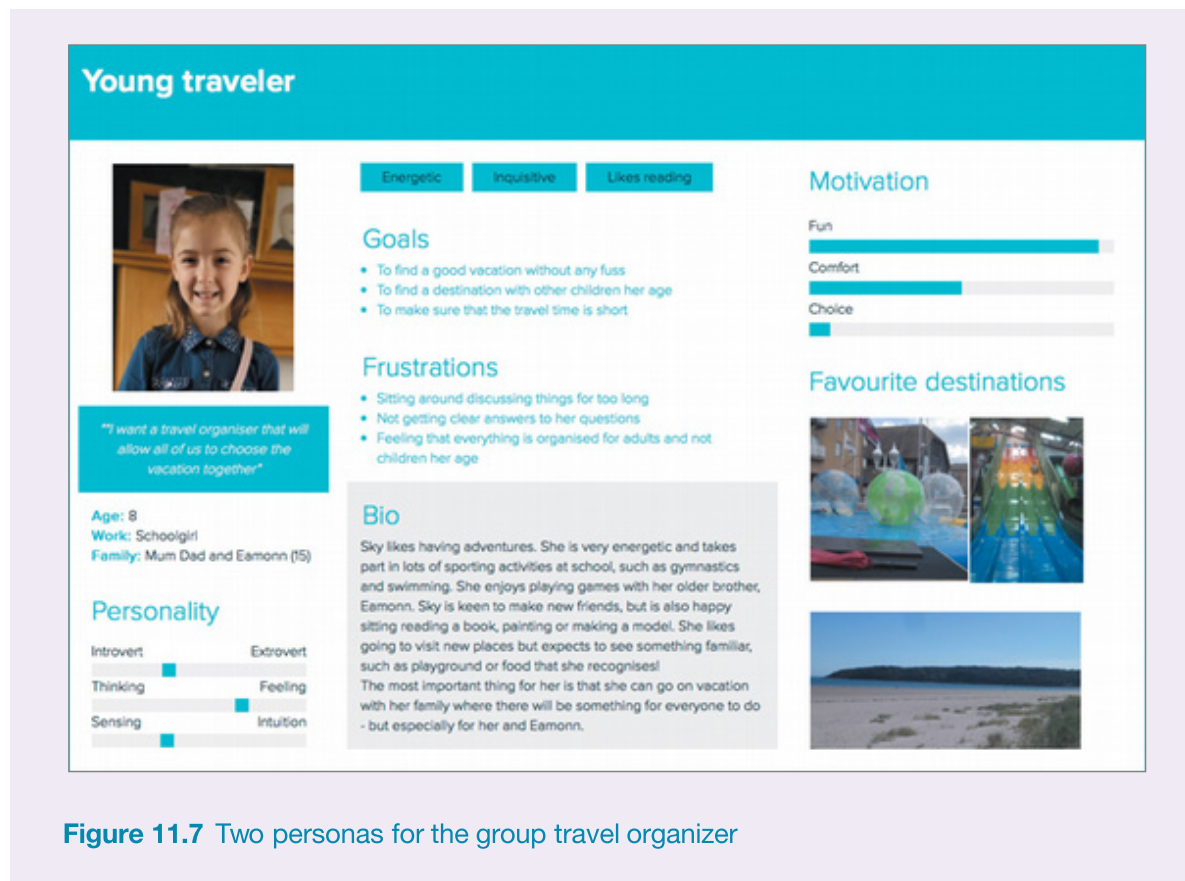 Young traveler
""I want a travel organiser that will
allow all of us to choose the
vacation together"
Age: 8
Work: Schoolgirl
Family: Mum Dad and Eamonn (15)
Personality
Introvert Extrovert
Thinking Feeling
Sensing Intuition
Energetic Inquisitive Likes reading
Goals
• To find a good vacation without any fuss
• To find a destination with other children her age
• To make sure that the travel time is short
Frustrations
• Sitting around discussing things for too long
• Not getting clear answers to her questions
• Feeling that everything is organised for adults and not
children her age
Bio
Sky likes having adventures. She is very energetic and takes
part in lots of sporting activities at school, such as gymnastics
and swimming. She enjoys playing games with her older brother,
Eamonn. Sky is keen to make new friends, but is also happy
sitting reading a book, painting or making a model. She likes
going to visit new places but expects to see something familiar,
such as playground or food that she recognises!
The most important thing for her is that she can go on vacation
with her family where there will be something for everyone to do
- but especially for her and Eamonn.
Motivation
Fun
Comfort
Choice
Favourite destinations
Figure 11.7 Two personas for the group travel organizer